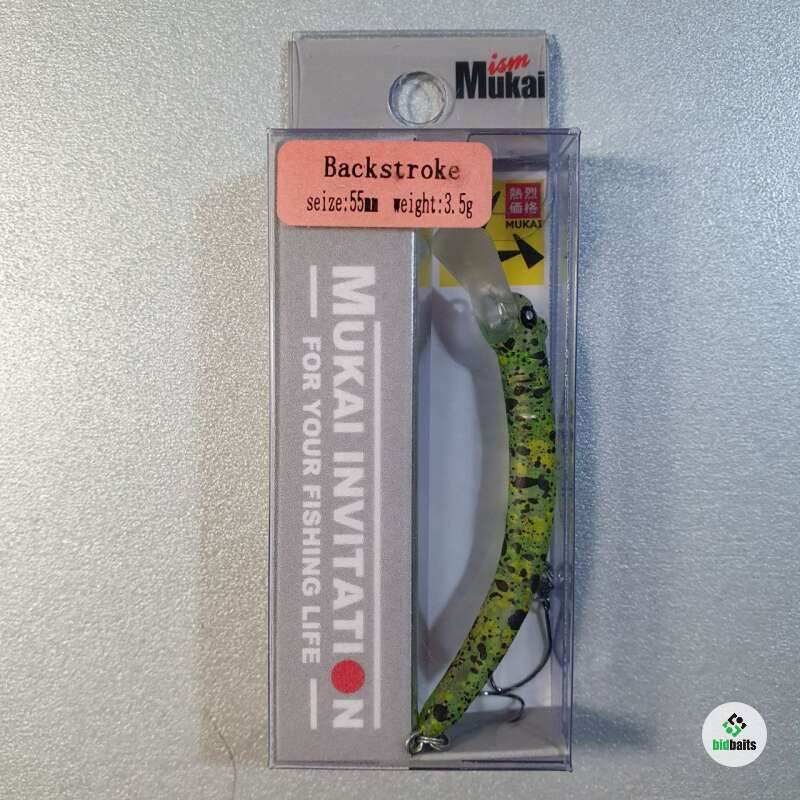 ism
Mukai
Backstroke
seize:55mm weight:3.5g
熱烈
価格
MUKAI
MUKAI INVITATION
FOR YOUR FISHING LIFE
bidbaits